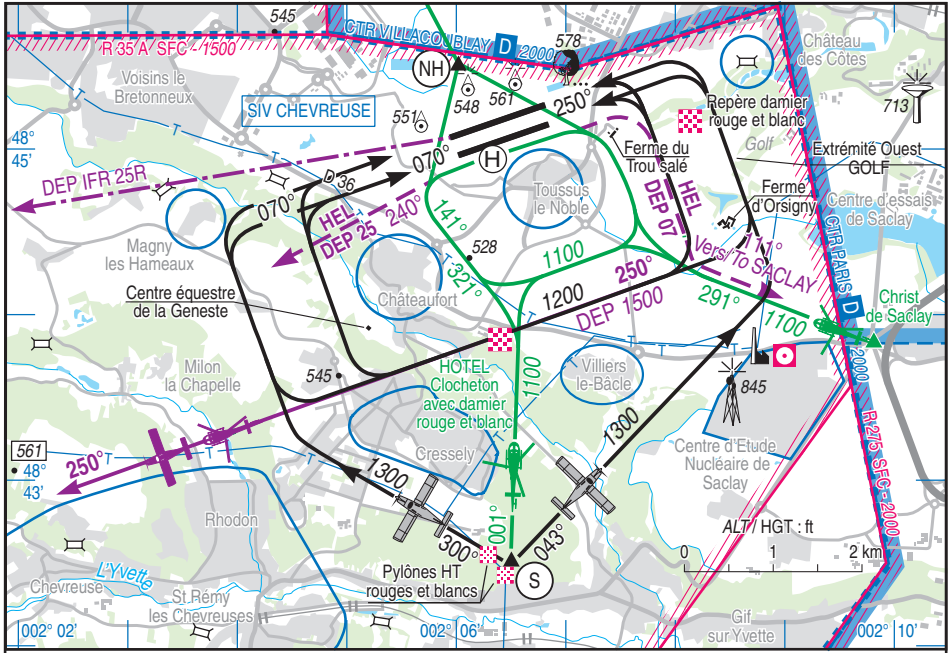 545
R 35 A SFC - 1500
CTR VILLACOUBLAY D 2000
578
Château
des Côtes
Voisins le
Bretonneux
SIV CHEVREUSE
NH
548
561
551
713
250°
Repère damier
rouge et blanc
48°
45'
Golf
Extrémité Ouest
GOLF
DEP IFR 25R
070°
D 36
070°
H
Ferme du
Trou salé
Ferme
d'Orsigny
Toussus
le Noble
HEL
DEP 07
HEL
DEP 25
240°
Centre d'essais
de Saclay
CTR PARIS D 2000
141°
321°
528
Magny
les Hameaux
111°
Vers/To SACLAY
1100
250°
291°
1100
Centre équestre
de la Geneste
Châteaufort
1200
DEP 1500
Christ
de Saclay
Milon
la Chapelle
545
HOTEL
Clocheton
avec damier
rouge et blanc
1100
Villiers
le-Bâcle
845
561
48°
43'
250°
1300
Cressely
1300
Centre d'Etude
Nucléaire de
Saclay
R 275 SFC - 2000
Rhodon
300°
001°
043°
ALT / HGT : ft
0 1 2 km
Pylônes HT
rouges et blancs
S
L'Yvette
Chevreuse
St Rémy
les Chevreuses
Gif
sur Yvette
002° 02'
002° 06'
002° 10'